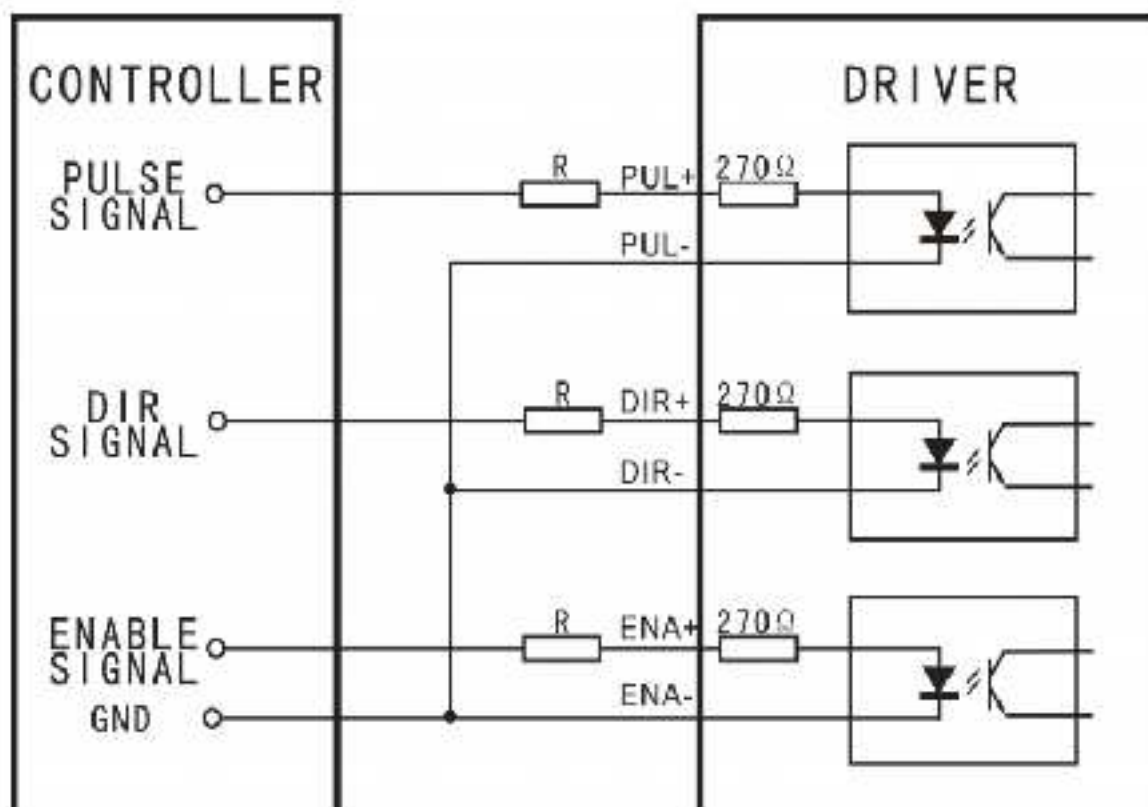 CONTROLLER
DRIVER
PULSE
SIGNAL
R
PUL+
270Ω
PUL-
DIR
SIGNAL
R
DIR+
270Ω
DIR-
ENABLE
SIGNAL
R
ENA+
270Ω
ENA-
GND